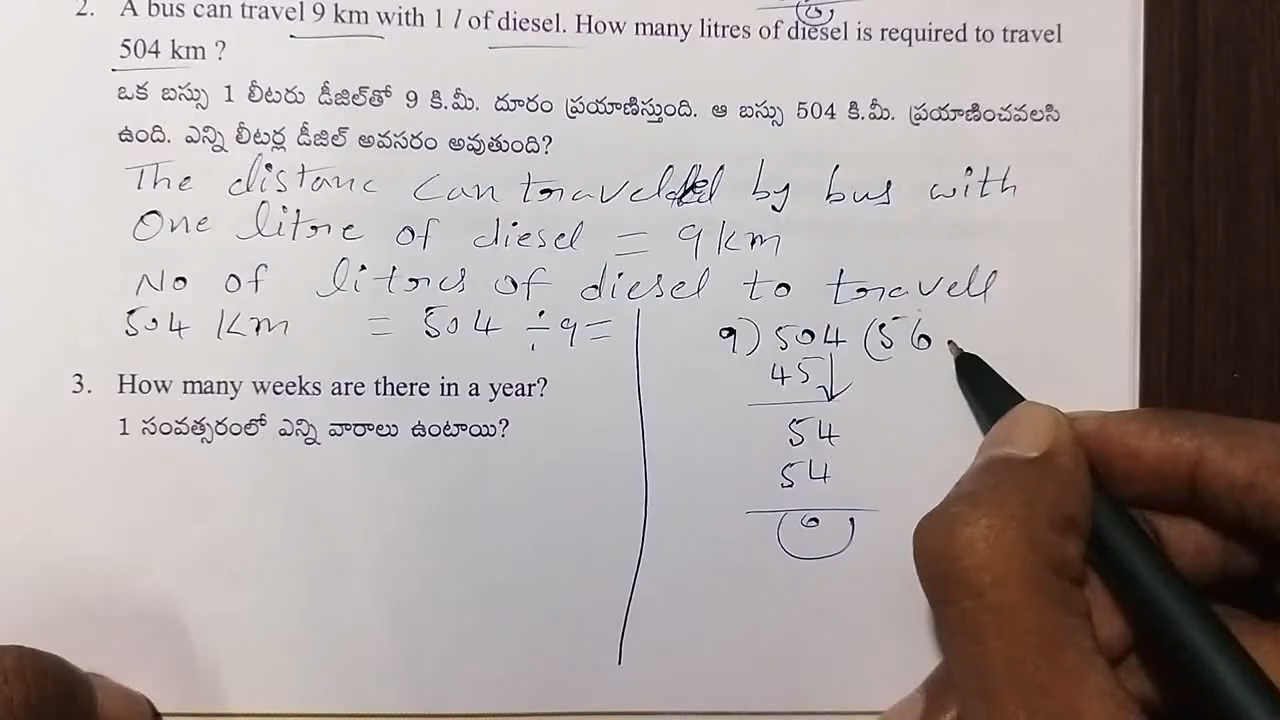 2. A bus can travel 9 km with 1 l of diesel. How many litres of diesel is required to travel
504 km ?
ఒక బస్సు 1 లీటరు డీజిల్‌తో 9 కి.మీ. దూరం ప్రయాణిస్తుంది. ఆ బస్సు 504 కి.మీ. ప్రయాణించవలసి
ఉంది. ఎన్ని లీటర్ల డీజిల్ అవసరం అవుతుంది?
The distanc can travelled by bus with
One litre of diesel = 9 km
No of litres of diesel to travell
504 Km = 504 ÷ 9 =
9) 504 (56
45
54
54
0
3. How many weeks are there in a year?
1 సంవత్సరంలో ఎన్ని వారాలు ఉంటాయి?